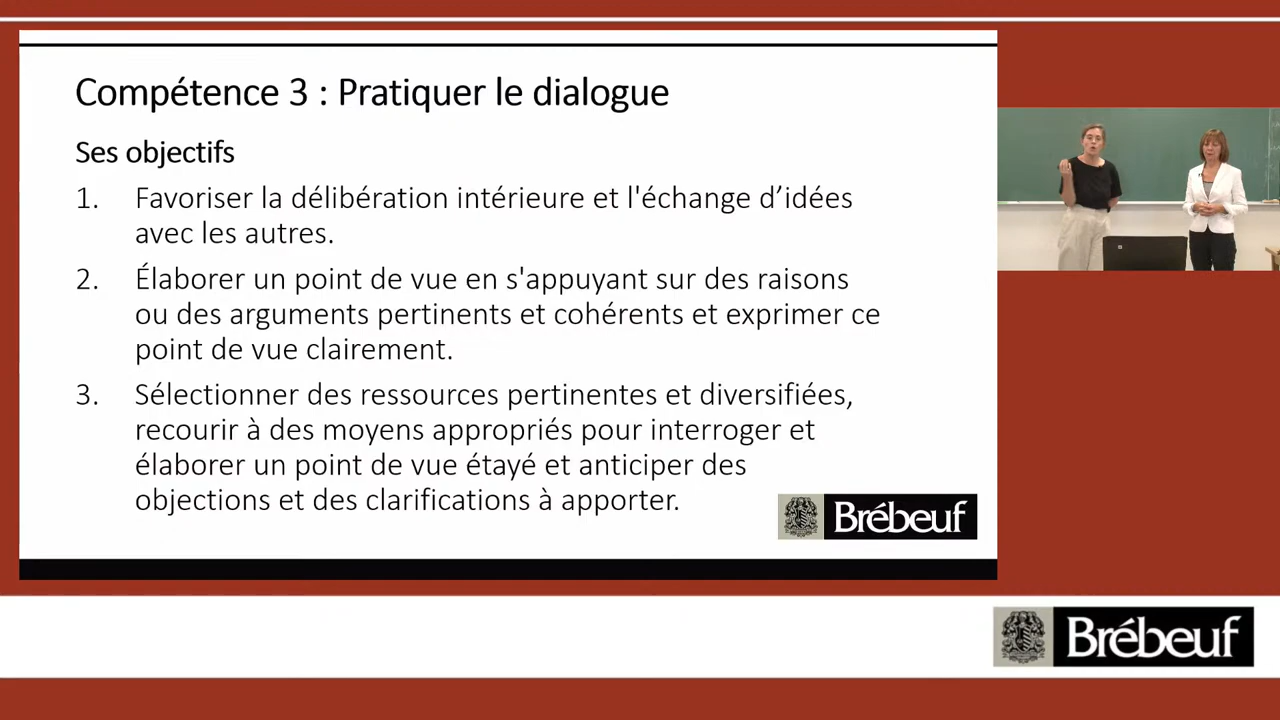 Compétence 3 : Pratiquer le dialogue
Ses objectifs
1. Favoriser la délibération intérieure et l'échange d’idées
avec les autres.
2. Élaborer un point de vue en s'appuyant sur des raisons
ou des arguments pertinents et cohérents et exprimer ce
point de vue clairement.
3. Sélectionner des ressources pertinentes et diversifiées,
recourir à des moyens appropriés pour interroger et
élaborer un point de vue étayé et anticiper des
objections et des clarifications à apporter.
Brébeuf
Brébeuf